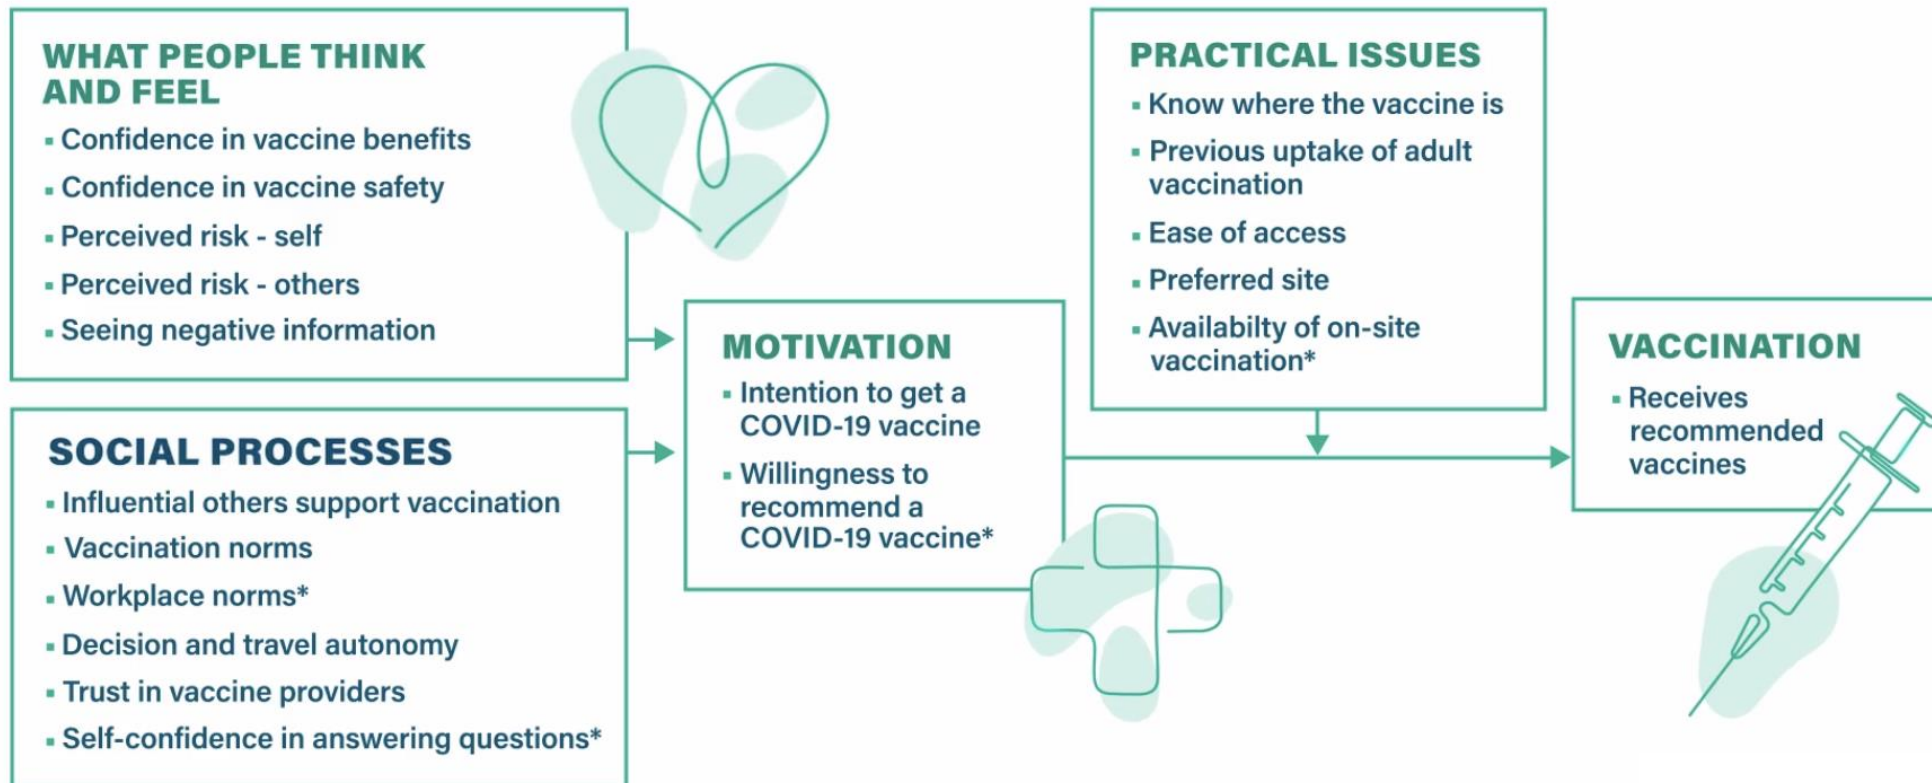 WHAT PEOPLE THINK
AND FEEL
▪ Confidence in vaccine benefits
▪ Confidence in vaccine safety
▪ Perceived risk - self
▪ Perceived risk - others
▪ Seeing negative information
SOCIAL PROCESSES
▪ Influential others support vaccination
▪ Vaccination norms
▪ Workplace norms*
▪ Decision and travel autonomy
▪ Trust in vaccine providers
▪ Self-confidence in answering questions*
MOTIVATION
▪ Intention to get a
COVID-19 vaccine
▪ Willingness to
recommend a
COVID-19 vaccine*
PRACTICAL ISSUES
▪ Know where the vaccine is
▪ Previous uptake of adult
vaccination
▪ Ease of access
▪ Preferred site
▪ Availabilty of on-site
vaccination*
VACCINATION
▪ Receives
recommended
vaccines